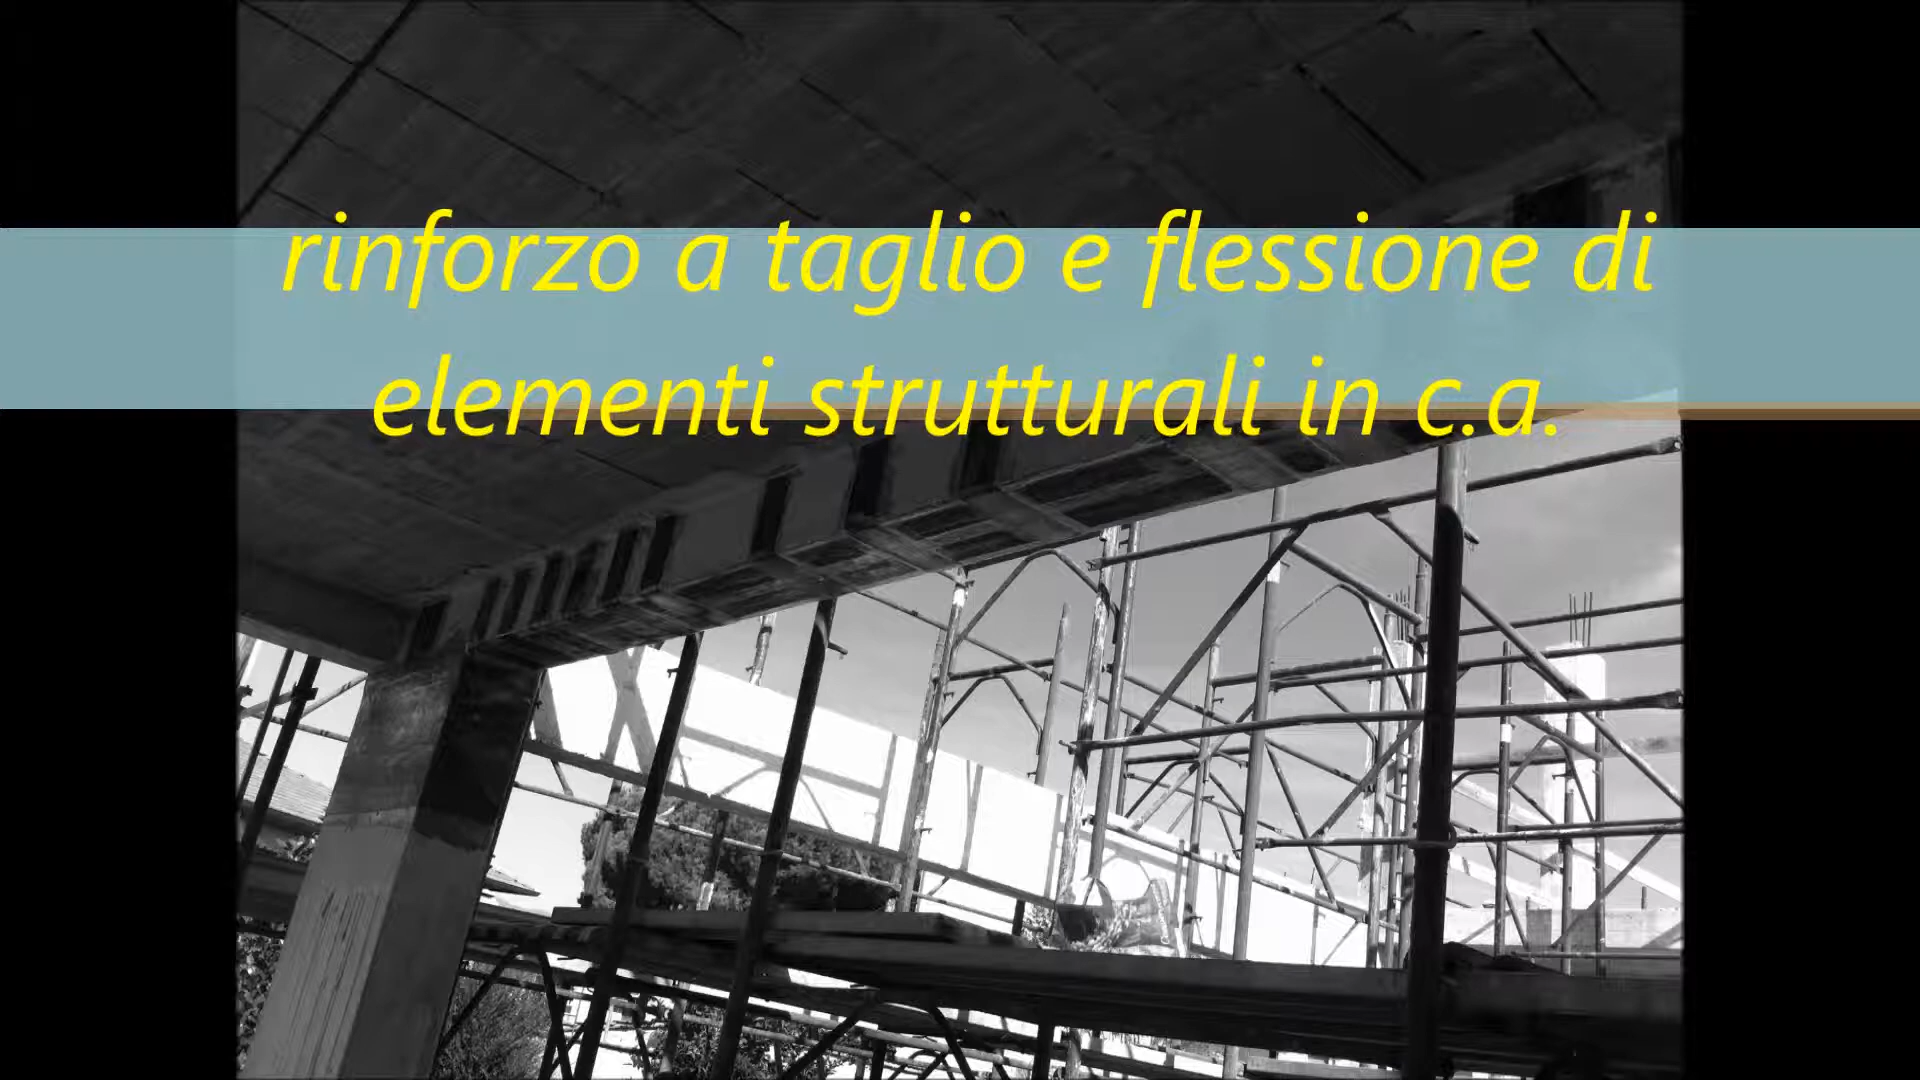 rinforzo a taglio e flessione di
elementi strutturali in c.a.